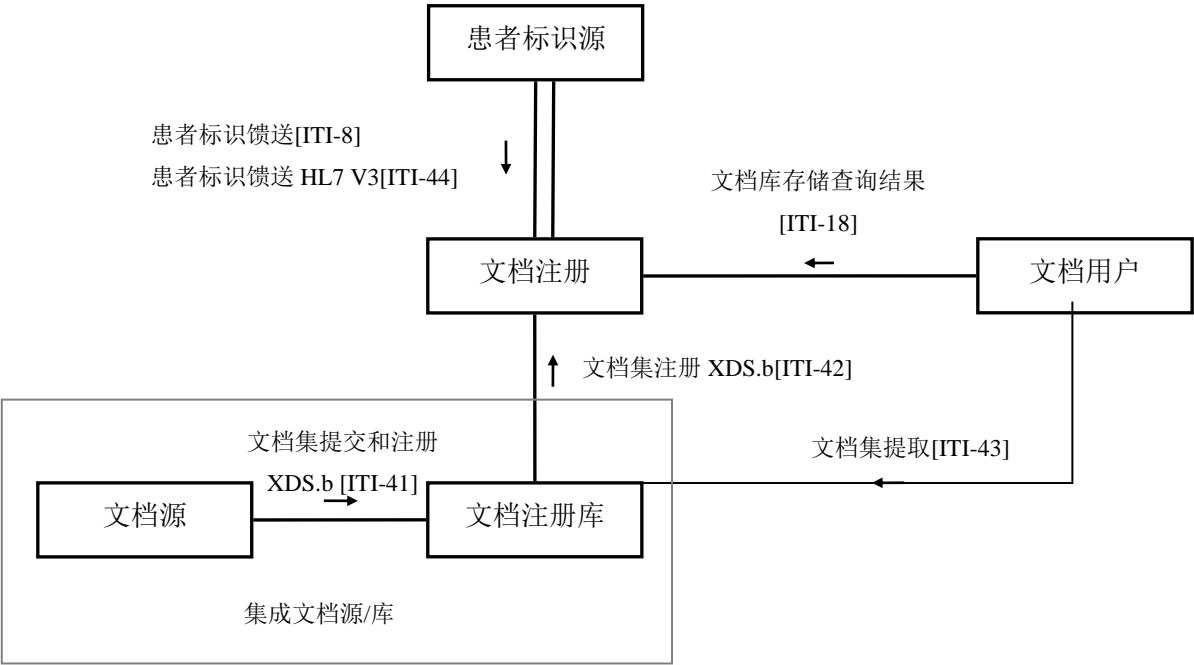 患者标识源
患者标识馈送[ITI-8]
患者标识馈送 HL7 V3[ITI-44]
文档库存储查询结果
[ITI-18]
文档注册
文档用户
文档集注册 XDS.b[ITI-42]
文档集提交和注册
XDS.b [ITI-41]
文档集提取[ITI-43]
文档源
文档注册库
集成文档源/库